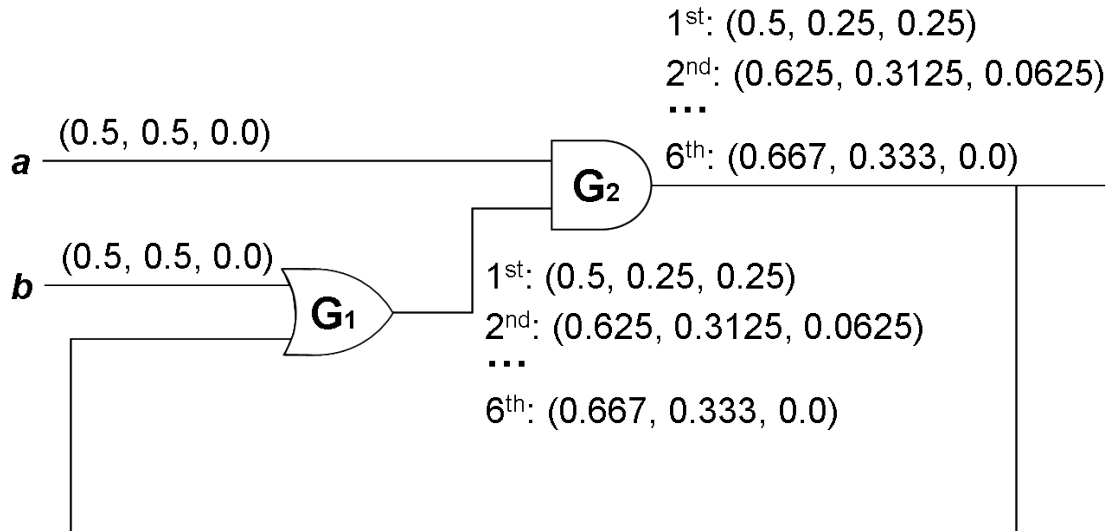 1st: (0.5, 0.25, 0.25)
2nd: (0.625, 0.3125, 0.0625)
...
6th: (0.667, 0.333, 0.0)
(0.5, 0.5, 0.0)
a
G2
(0.5, 0.5, 0.0)
b
G1
1st: (0.5, 0.25, 0.25)
2nd: (0.625, 0.3125, 0.0625)
...
6th: (0.667, 0.333, 0.0)